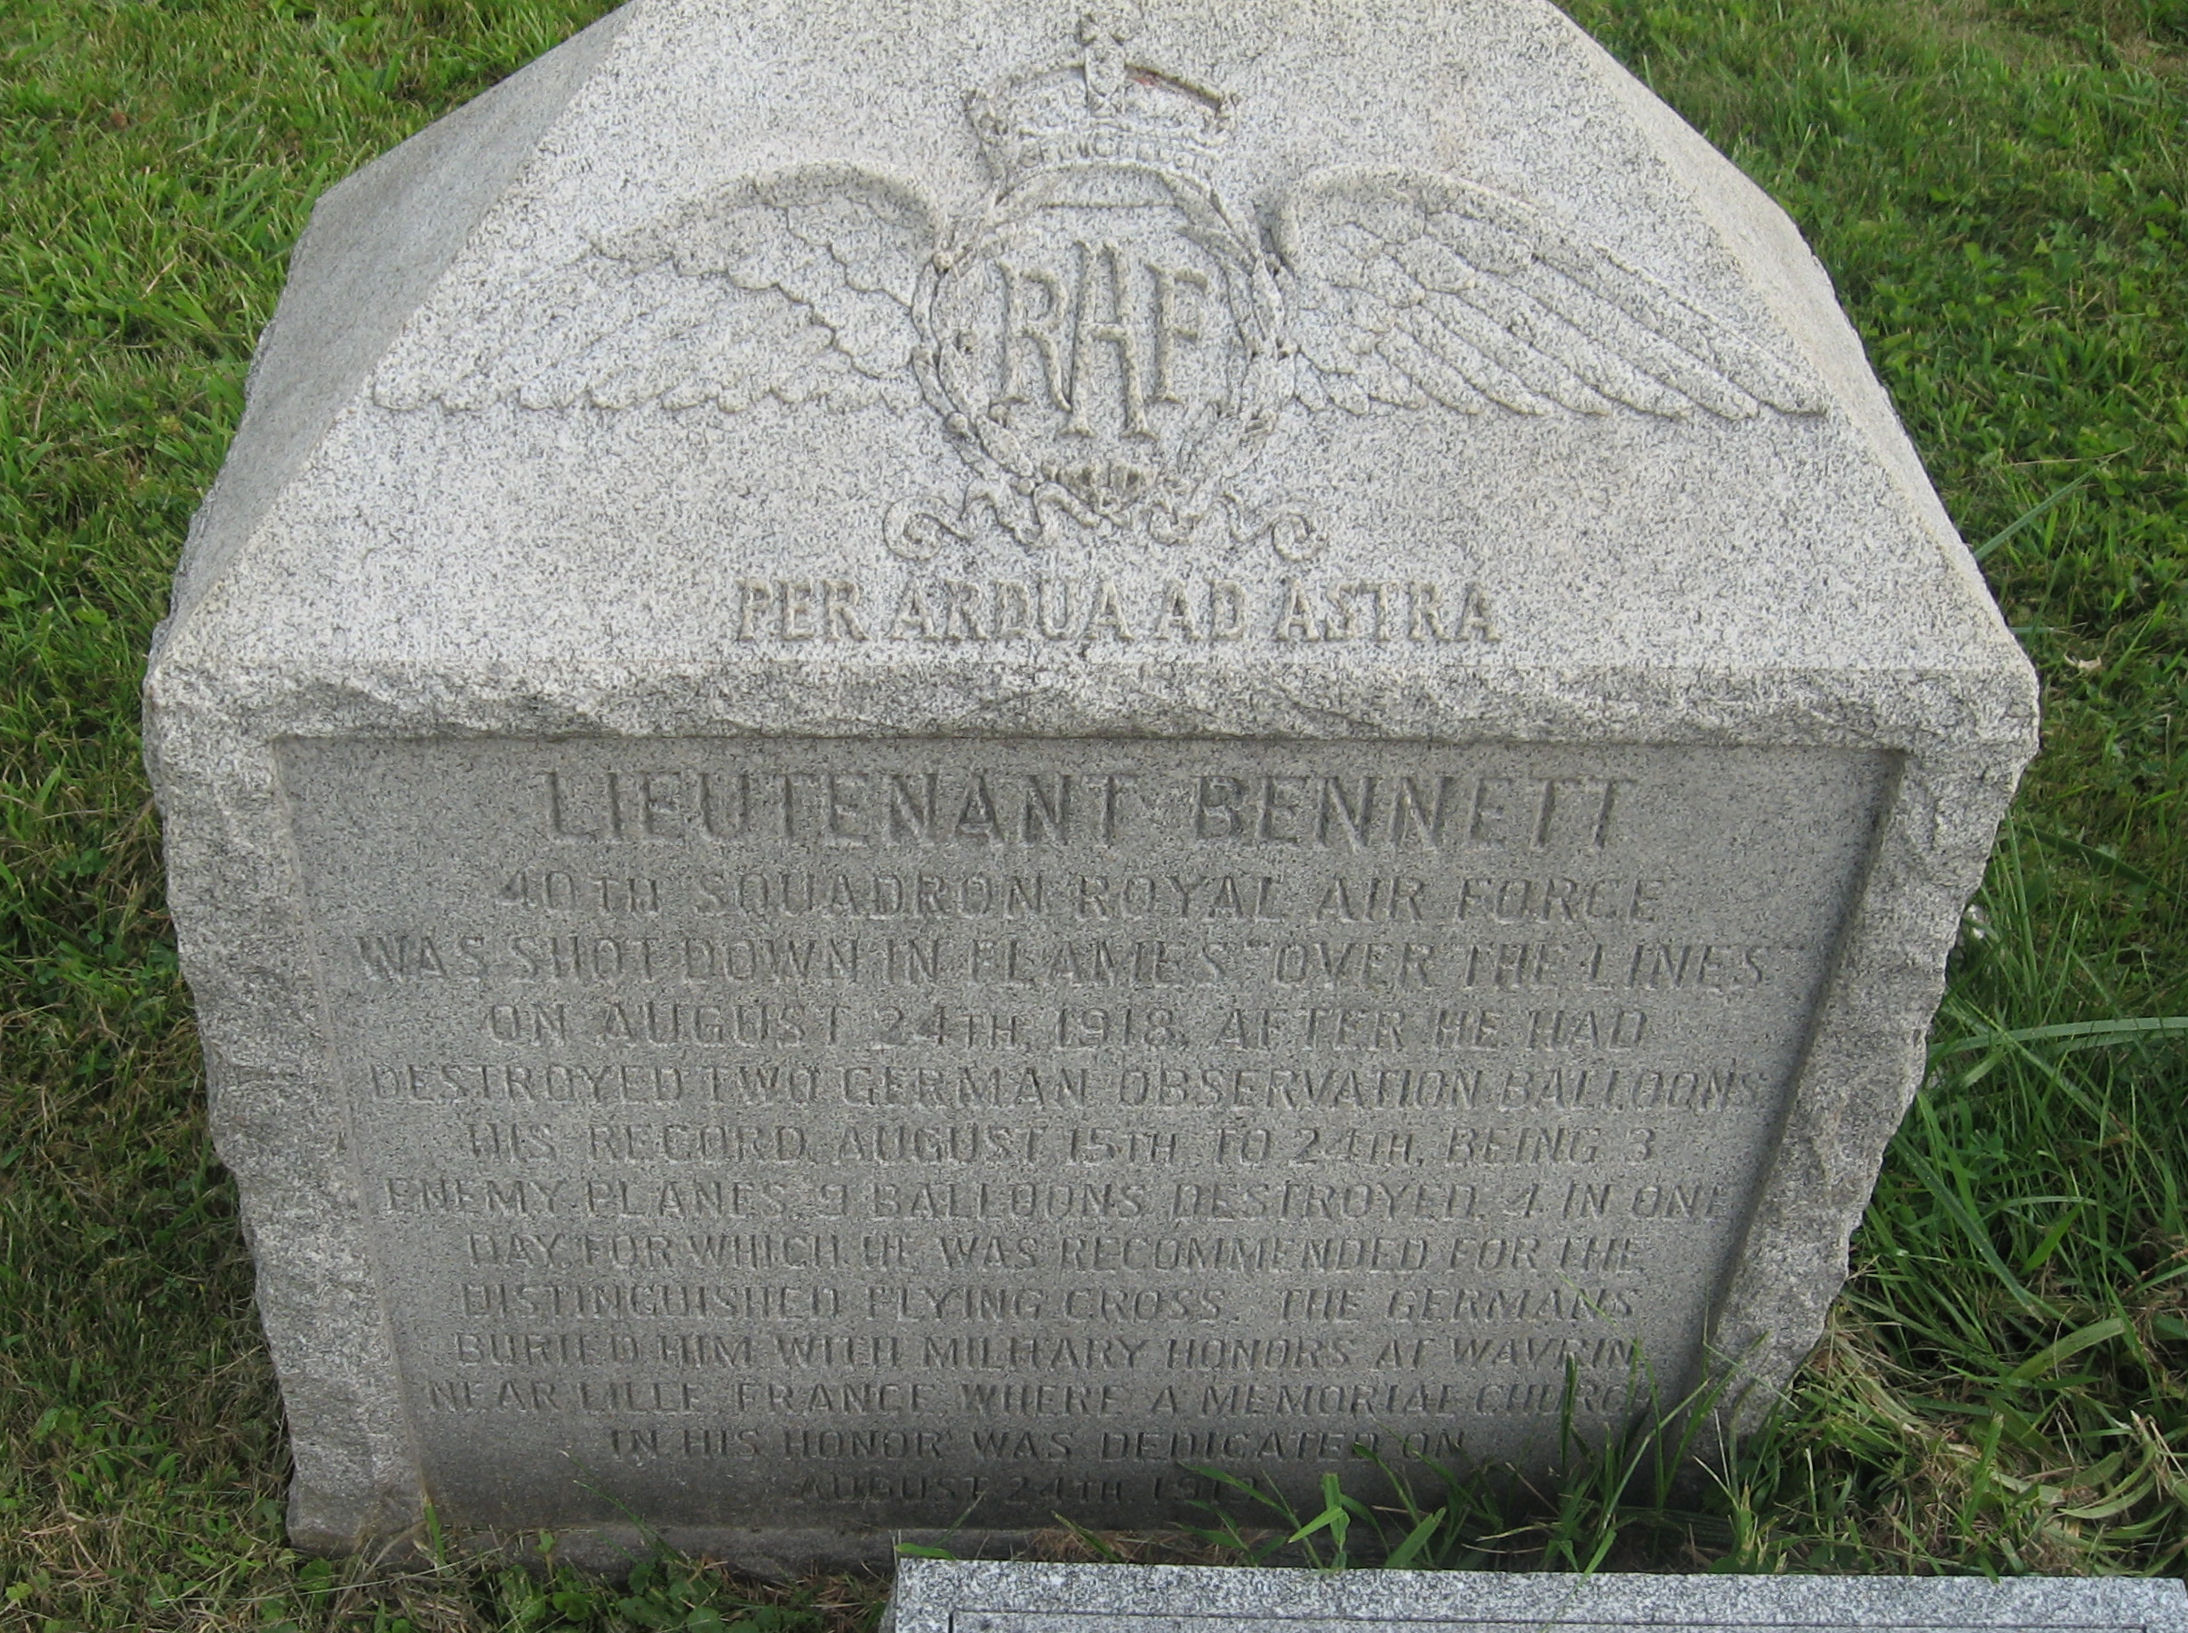 RAF
PER ARDUA AD ASTRA
LIEUTENANT BENNETT
40TH SQUADRON ROYAL AIR FORCE
WAS SHOT DOWN IN FLAMES "OVER THE LINES"
ON AUGUST 24TH, 1918, AFTER HE HAD
DESTROYED TWO GERMAN OBSERVATION BALLOONS
HIS RECORD, AUGUST 15TH TO 24TH, BEING 3
ENEMY PLANES, 9 BALLOONS DESTROYED, 4 IN ONE
DAY, FOR WHICH HE WAS RECOMMENDED FOR THE
DISTINGUISHED FLYING CROSS. THE GERMANS
BURIED HIM WITH MILITARY HONORS AT WAVRIN,
NEAR LILLE, FRANCE, WHERE A MEMORIAL CHURCH
IN HIS HONOR WAS DEDICATED ON
AUGUST 24TH,